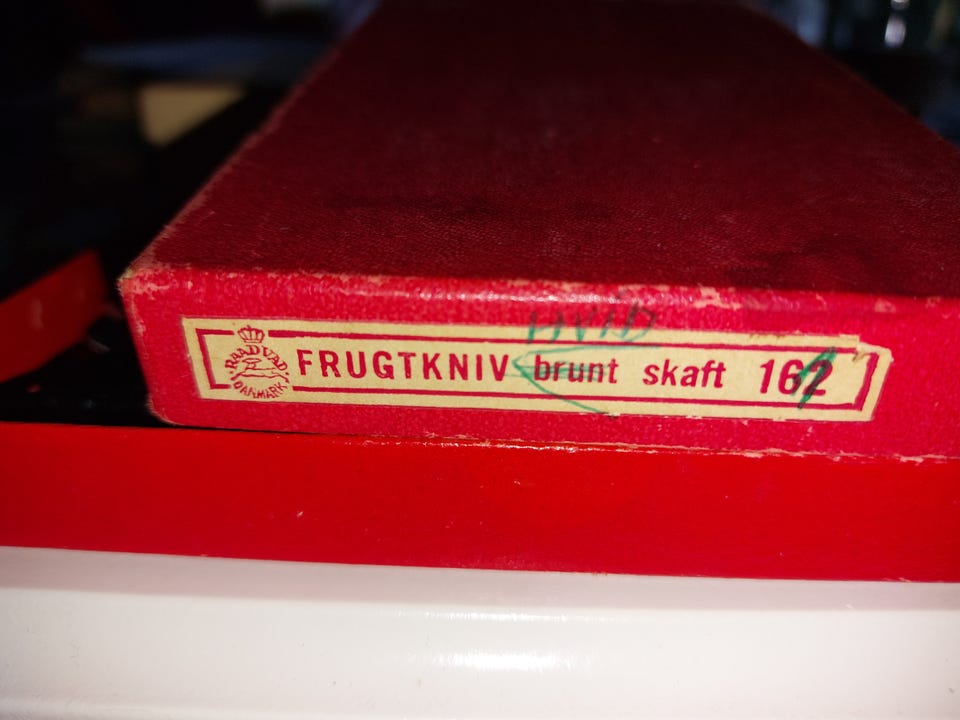 HVID
RAADVAD
DANMARK
FRUGTKNIV brunt skaft 162